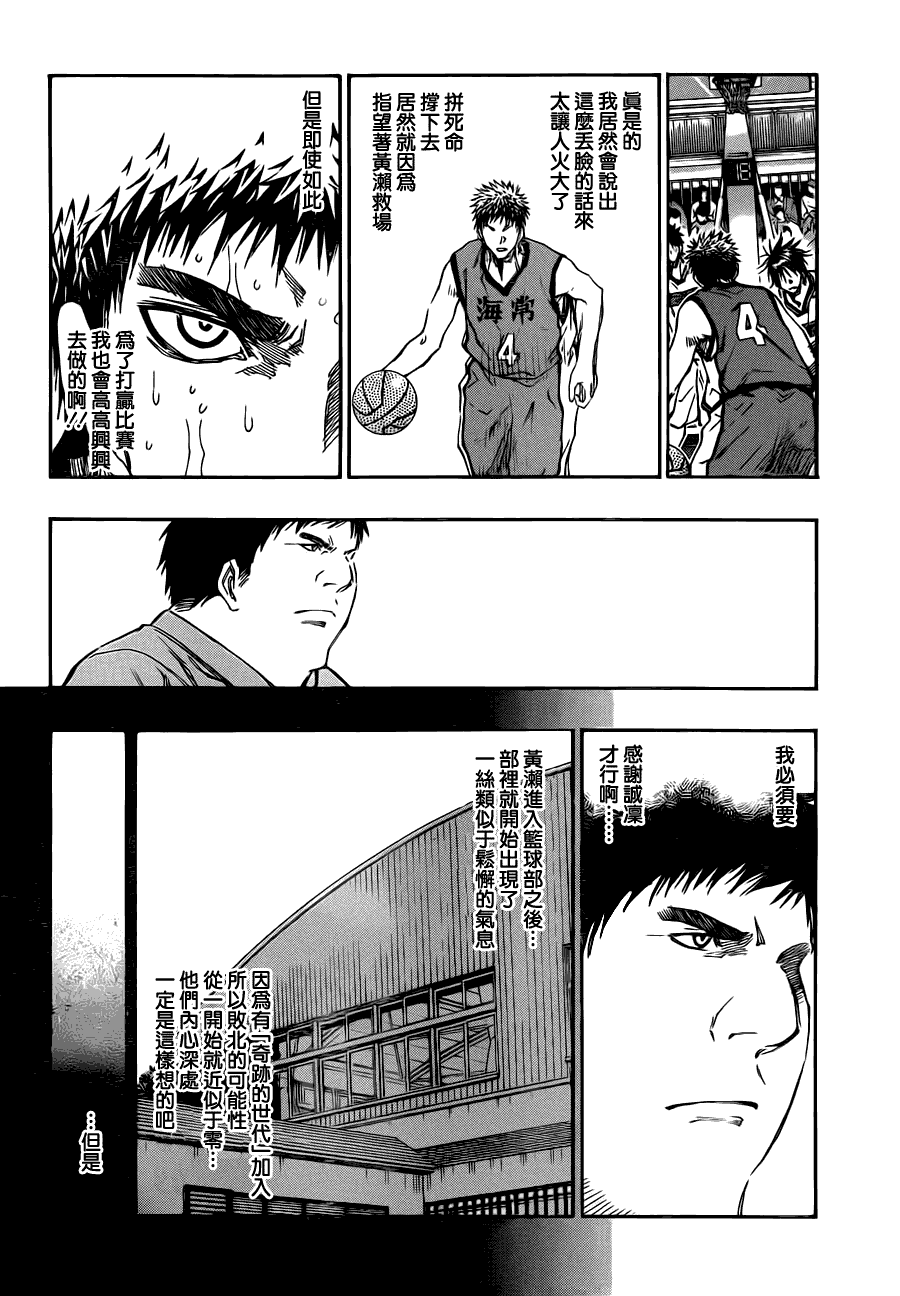 4
眞是的
我居然會說出
這麼丟臉的話來
太讓人火大了
拼死命
撐下去
居然就因爲
指望著黃瀨救場
海常
4
但是即使如此
爲了打贏比賽
我也會高高興興
去做的啊!!
我必須要
感謝誠凜
才行啊……
黃瀨進入籃球部之後…
部裡就開始出現了
一絲類似于鬆懈的氣息
因爲有「奇跡的世代」加入
所以敗北的可能性
從一開始就近似于零…
他們內心深處
一定是這樣想的吧
…但是